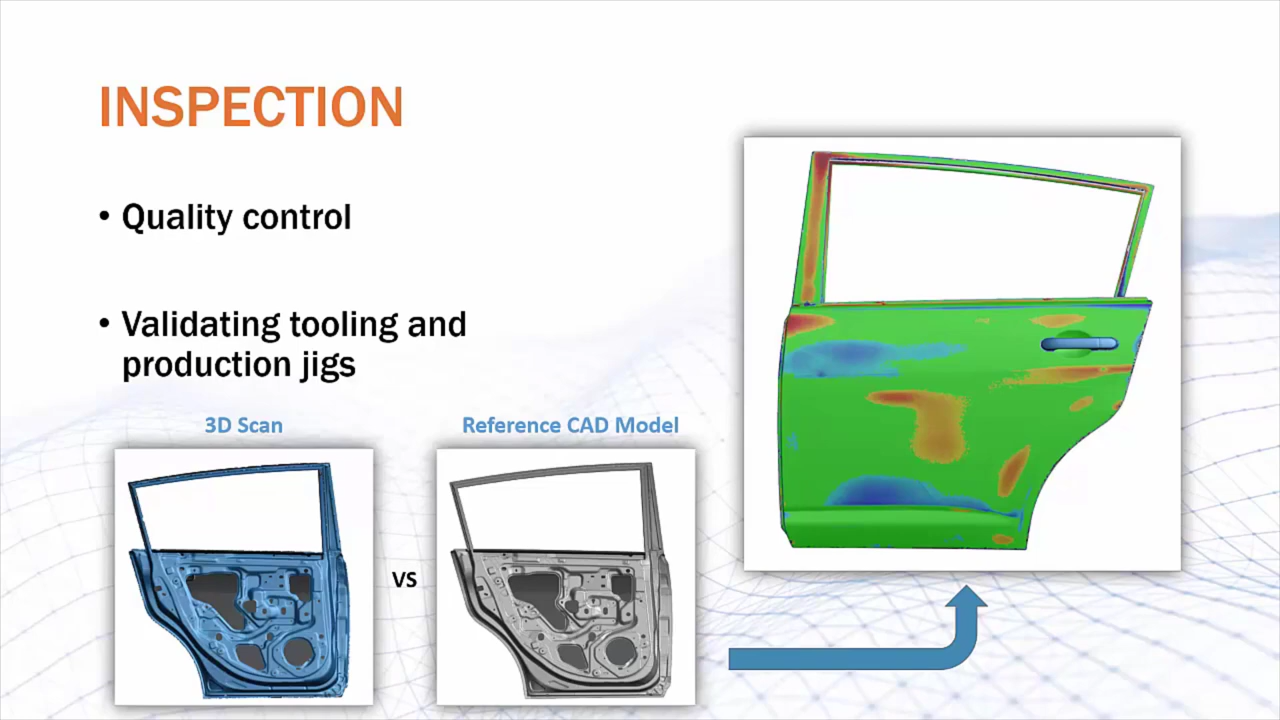 INSPECTION
• Quality control
• Validating tooling and
production jigs
3D Scan
Reference CAD Model
VS